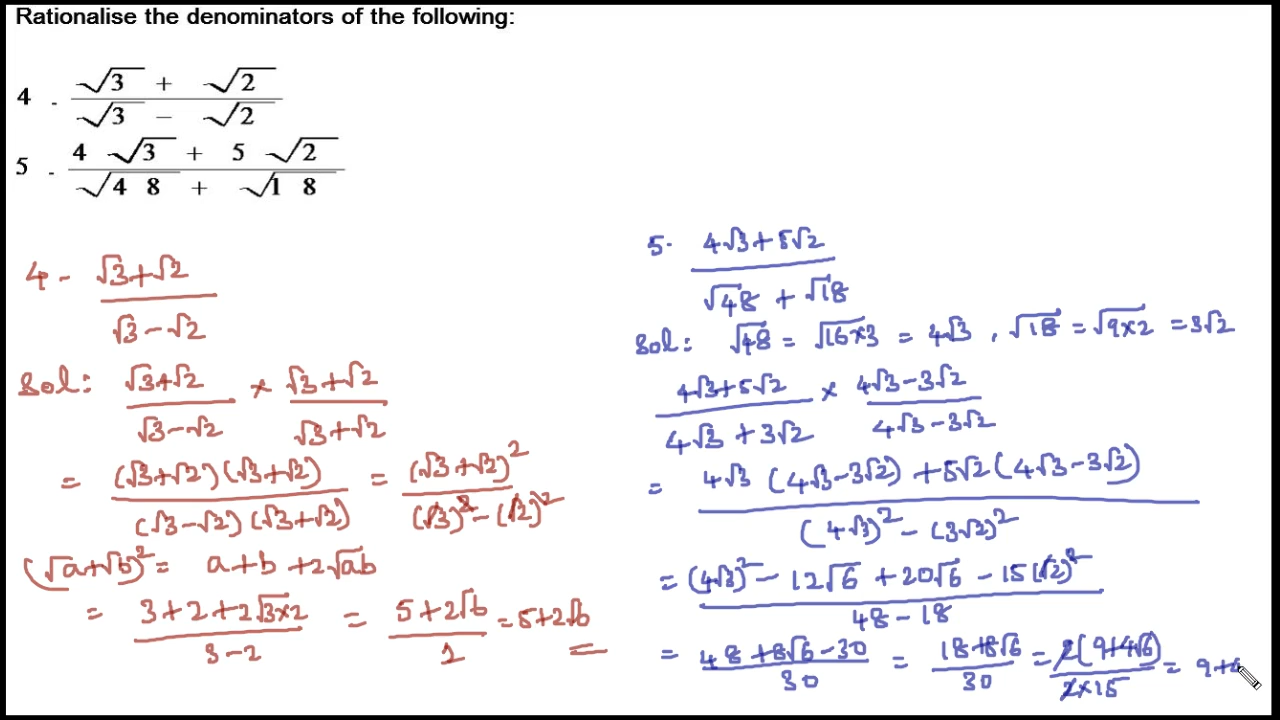 Rationalise the denominators of the following:
4 . (√3 + √2) / (√3 − √2)
5 . (4 √3 + 5 √2) / (√4 8 + √1 8)
4 - (√3+√2) / (√3−√2)
Sol: (√3+√2) / (√3−√2) × (√3+√2) / (√3+√2)
= (√3+√2)(√3+√2) / (√3−√2)(√3+√2) = (√3+√2)² / (√3)²−(√2)²
(√a+√b)² = a+b+2√ab
= (3+2+2√3×2) / (3−2) = (5+2√6) / 1 = 5+2√6
5. (4√3+5√2) / (√48 + √18)
Sol: √48 = √16×3 = 4√3 , √18 = √9×2 = 3√2
(4√3+5√2) / (4√3+3√2) × (4√3−3√2) / (4√3−3√2)
= 4√3 (4√3−3√2) + 5√2 (4√3−3√2) / (4√3)² − (3√2)²
= (4√3)² − 12√6 + 20√6 − 15(√2)² / 48−18
= (48+8√6−30) / 30 = (18+8√6) / 30 = 2(9+4√6) / 2×15 = 9+4